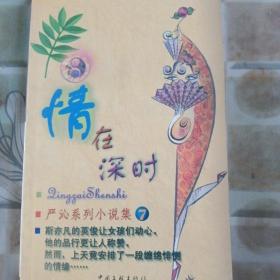 情
在
深
时
Qingzai Shenshi
严沁系列小说集 7
斯亦凡的英俊让女孩们动心,
他的品行更让人称赞,
然而,上天竟安排了一段缠绵悱恻
的情缘……